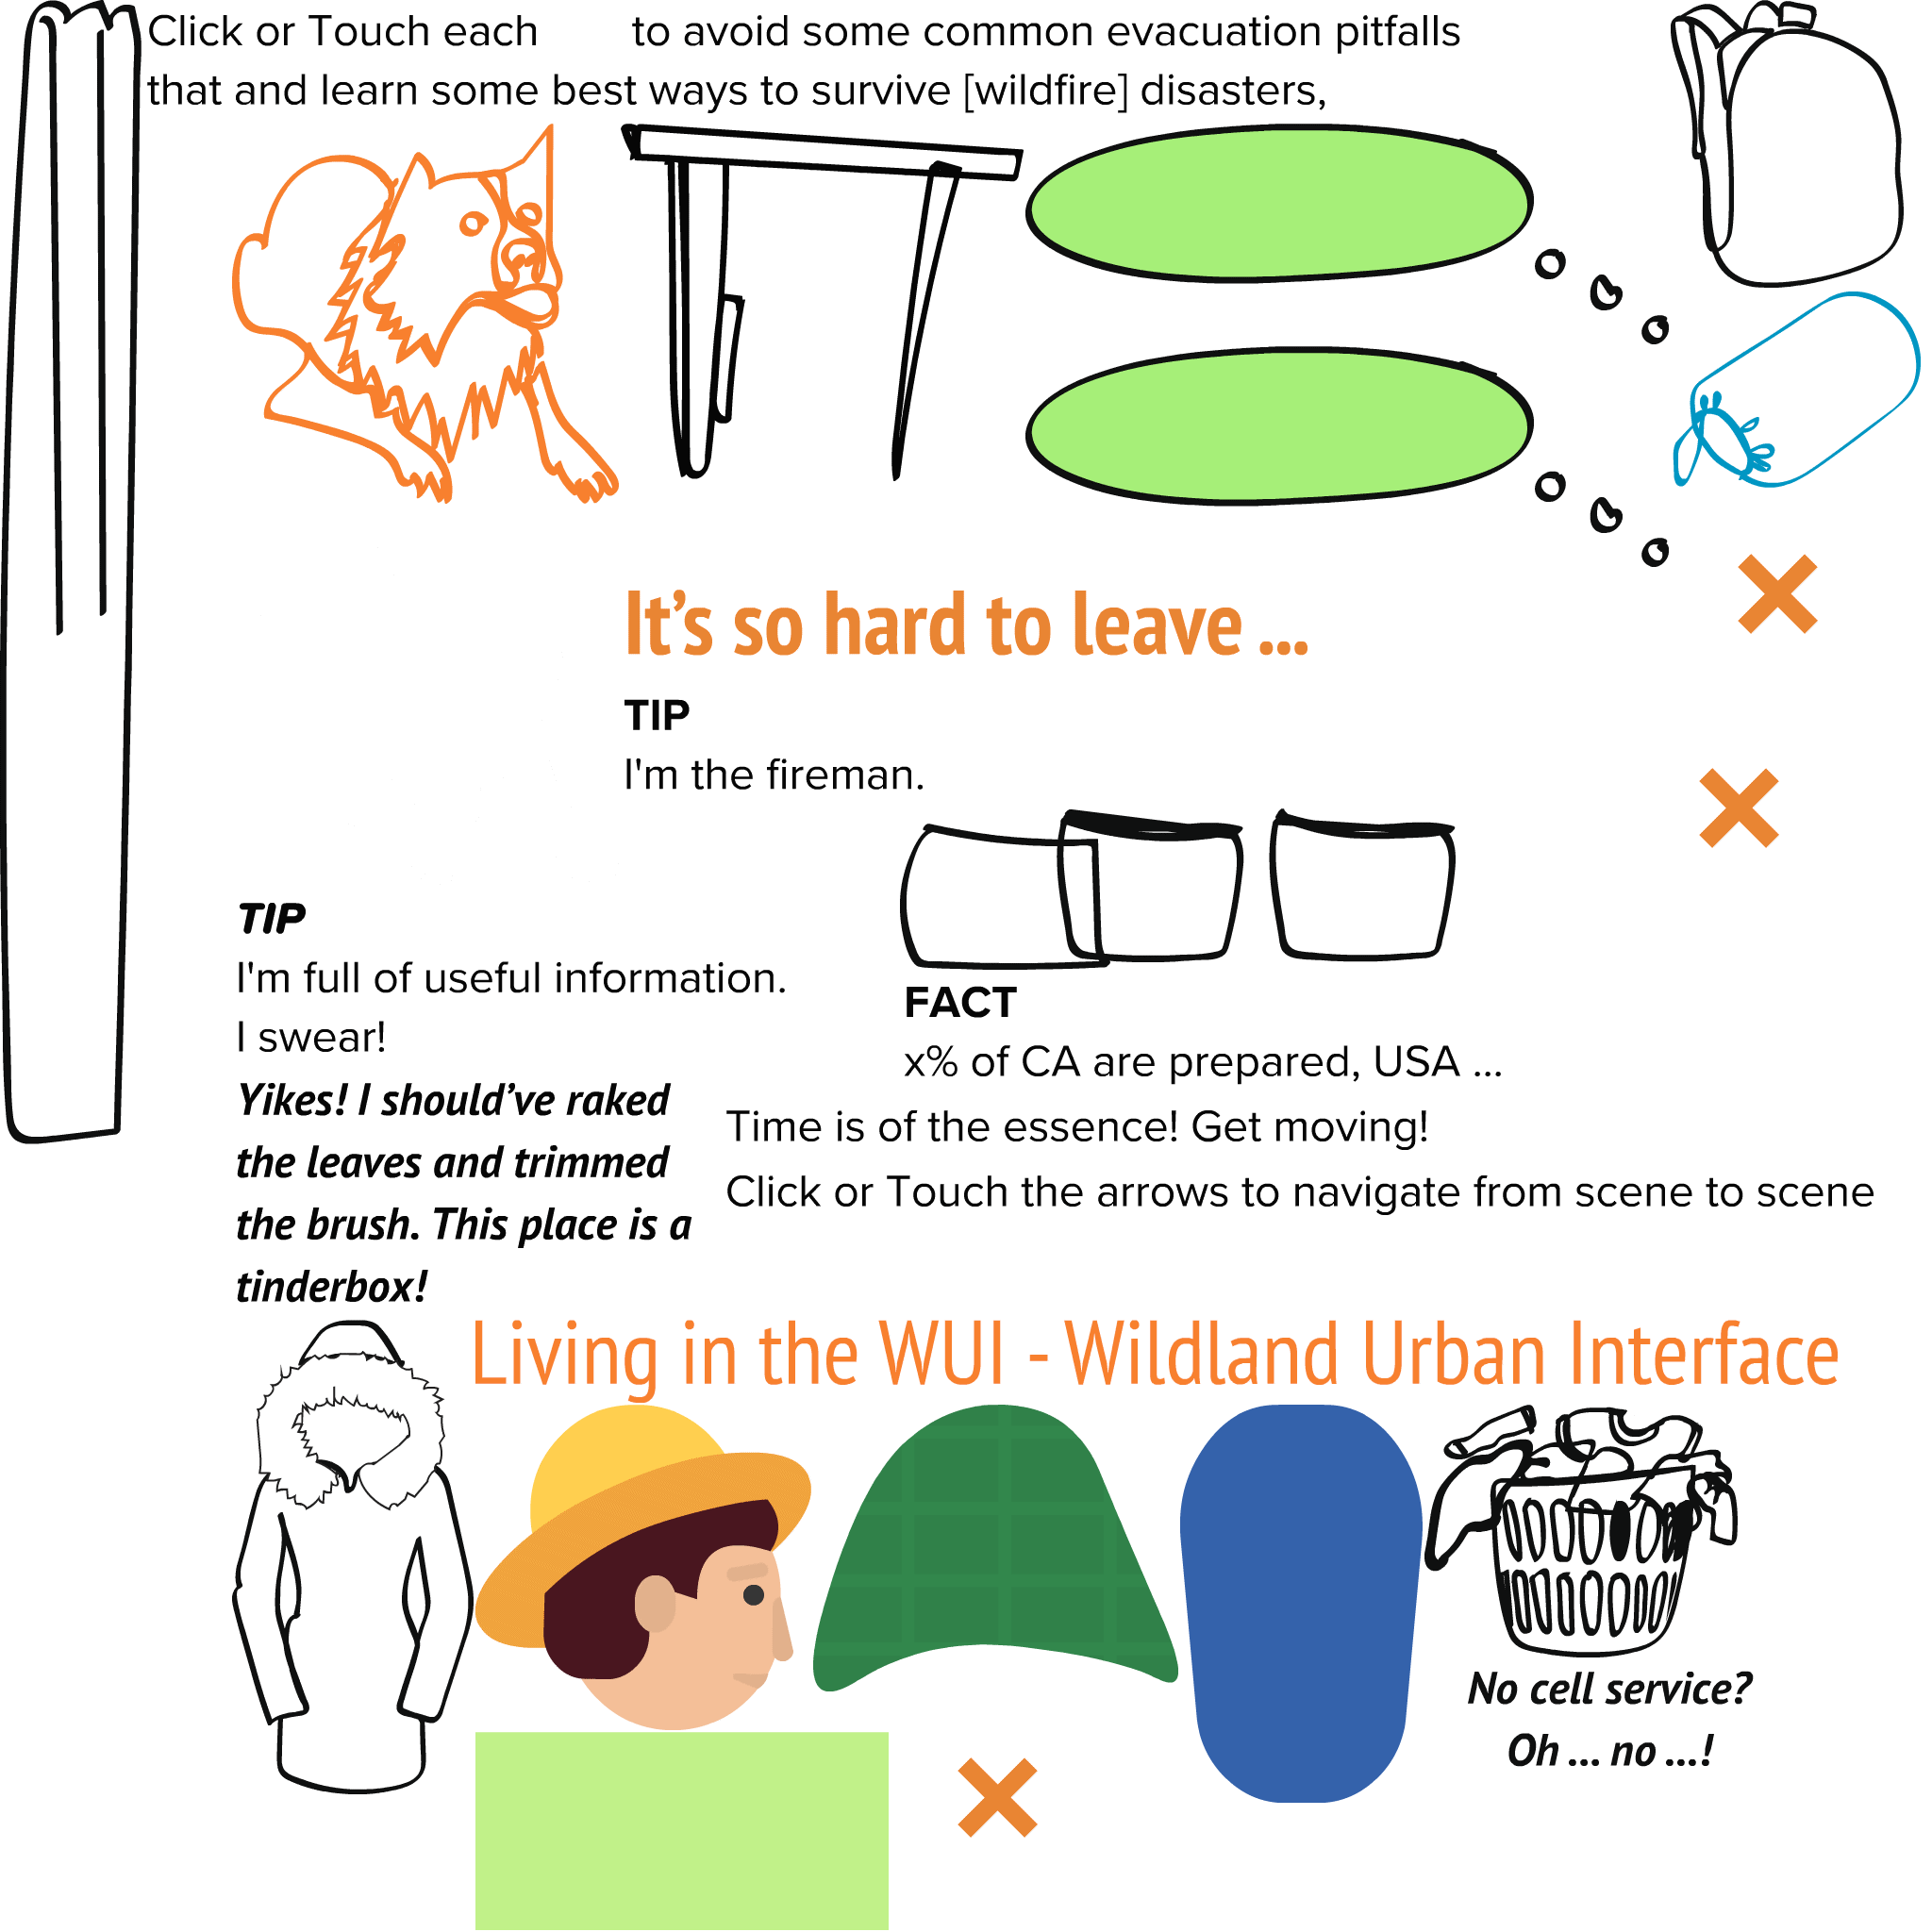 Click or Touch each to avoid some common evacuation pitfalls
that and learn some best ways to survive [wildfire] disasters,
It's so hard to leave ...
TIP
I'm the fireman.
TIP
I'm full of useful information.
I swear!
Yikes! I should've raked
the leaves and trimmed
the brush. This place is a
tinderbox!
FACT
x% of CA are prepared, USA ...
Time is of the essence! Get moving!
Click or Touch the arrows to navigate from scene to scene
Living in the WUI - Wildland Urban Interface
No cell service?
Oh ... no ...!